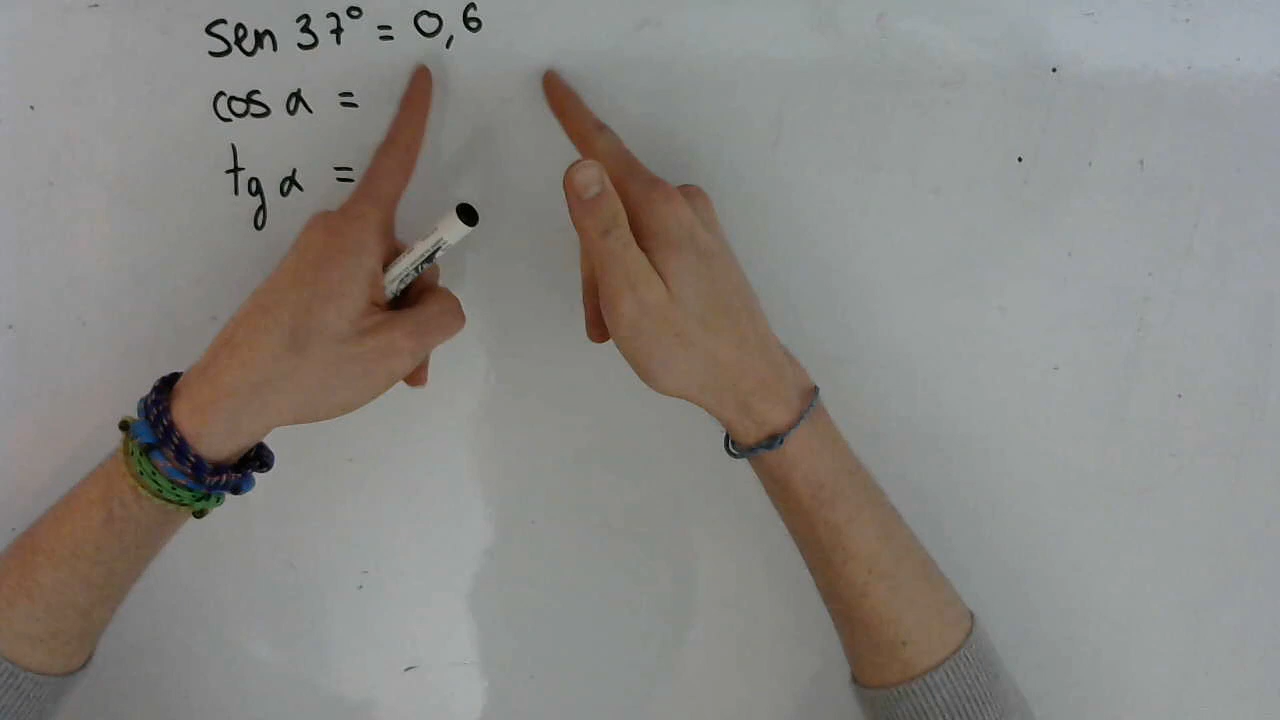 sen 37° = 0,6
cos α =
tg α =